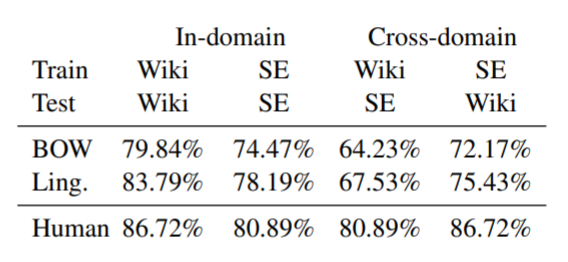 In-domain Cross-domain
Train Wiki SE Wiki SE
Test Wiki SE SE Wiki
BOW 79.84% 74.47% 64.23% 72.17%
Ling. 83.79% 78.19% 67.53% 75.43%
Human 86.72% 80.89% 80.89% 86.72%